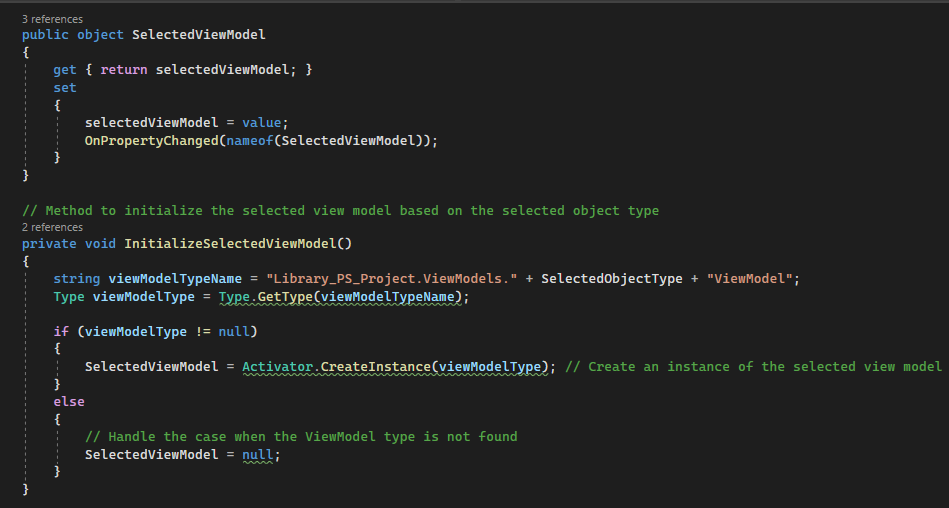 3 references
public object SelectedViewModel
{
get { return selectedViewModel; }
set
{
selectedViewModel = value;
OnPropertyChanged(nameof(SelectedViewModel));
}
}
// Method to initialize the selected view model based on the selected object type
2 references
private void InitializeSelectedViewModel()
{
string viewModelTypeName = "Library_PS_Project.ViewModels." + SelectedObjectType + "ViewModel";
Type viewModelType = Type.GetType(viewModelTypeName);
if (viewModelType != null)
{
SelectedViewModel = Activator.CreateInstance(viewModelType); // Create an instance of the selected view model
}
else
{
// Handle the case when the ViewModel type is not found
SelectedViewModel = null;
}
}